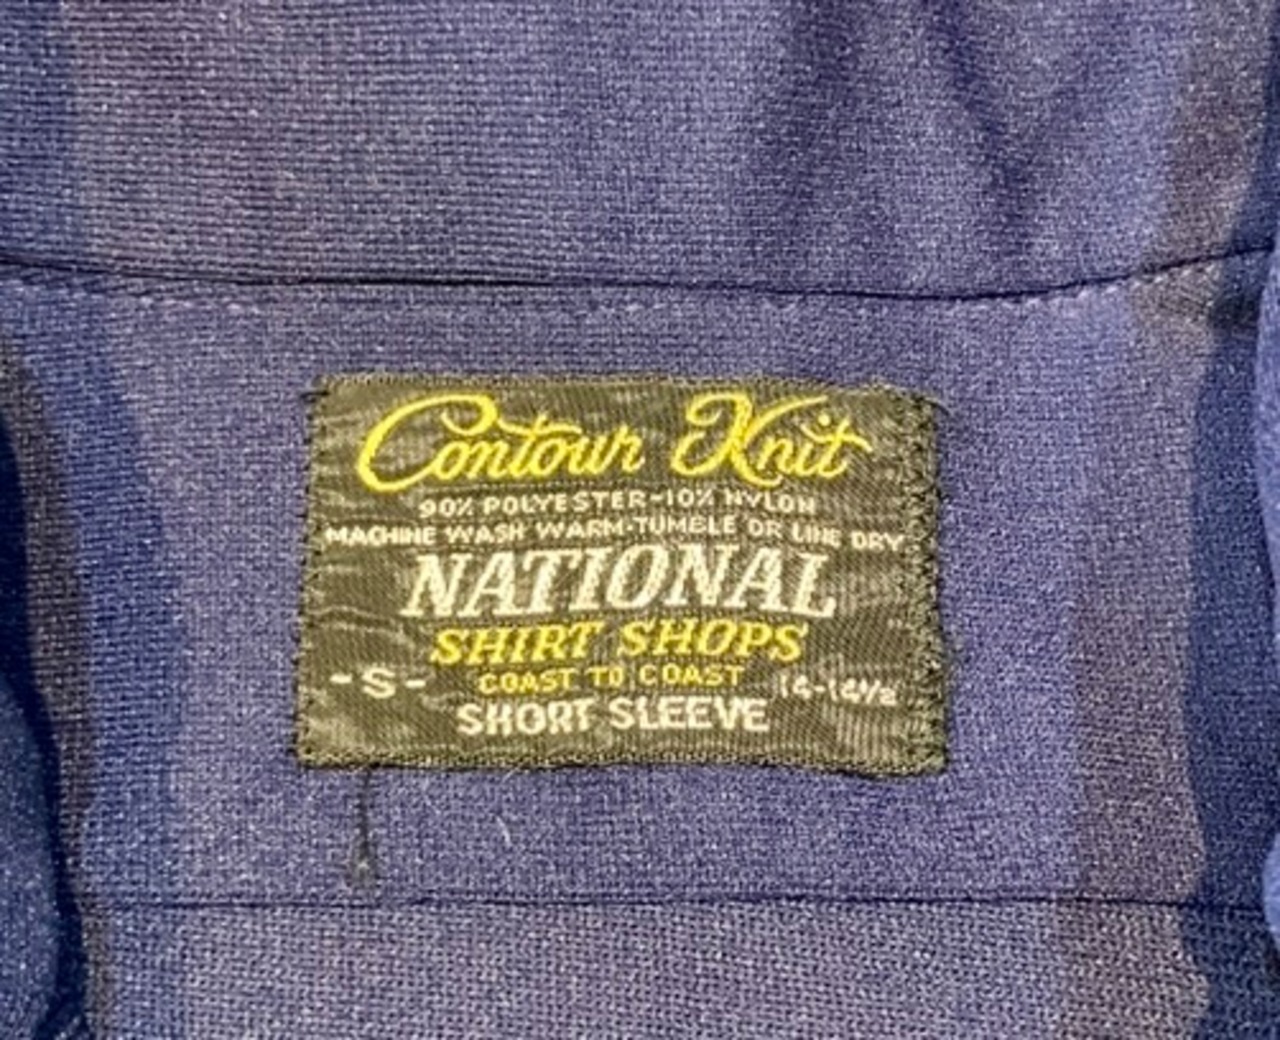 Contour Knit
90% POLYESTER-10% NYLON
MACHINE WASH WARM-TUMBLE OR LINE DRY
NATIONAL
SHIRT SHOPS
COAST TO COAST
-S- 14-14½
SHORT SLEEVE